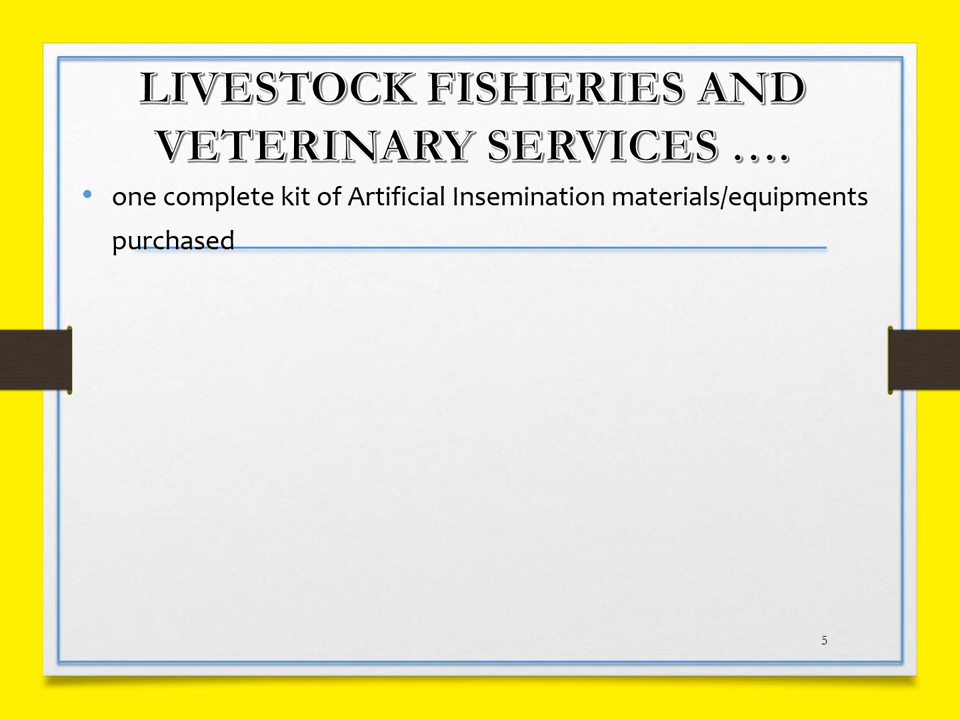 LIVESTOCK FISHERIES AND
VETERINARY SERVICES ….
• one complete kit of Artificial Insemination materials/equipments
purchased
5